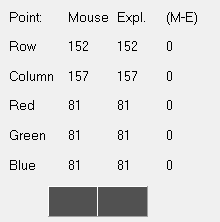 Point: Mouse Expl. (M-E)
Row 152 152 0
Column 157 157 0
Red 81 81 0
Green 81 81 0
Blue 81 81 0